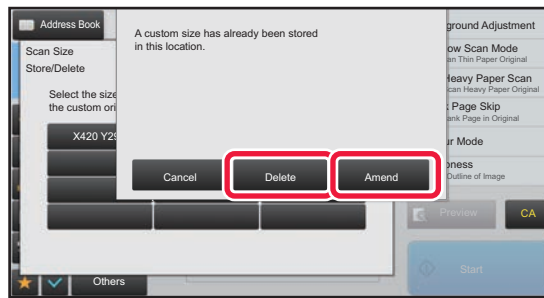 Address Book
Scan Size
Store/Delete
Select the size
the custom ori
X420 Y29
A custom size has already been stored
in this location.
Cancel
Delete
Amend
ground Adjustment
ow Scan Mode
an Thin Paper Original
Heavy Paper Scan
can Heavy Paper Original
Page Skip
ank Page in Original
ur Mode
pness
Outline of Image
Preview
CA
Start
Others